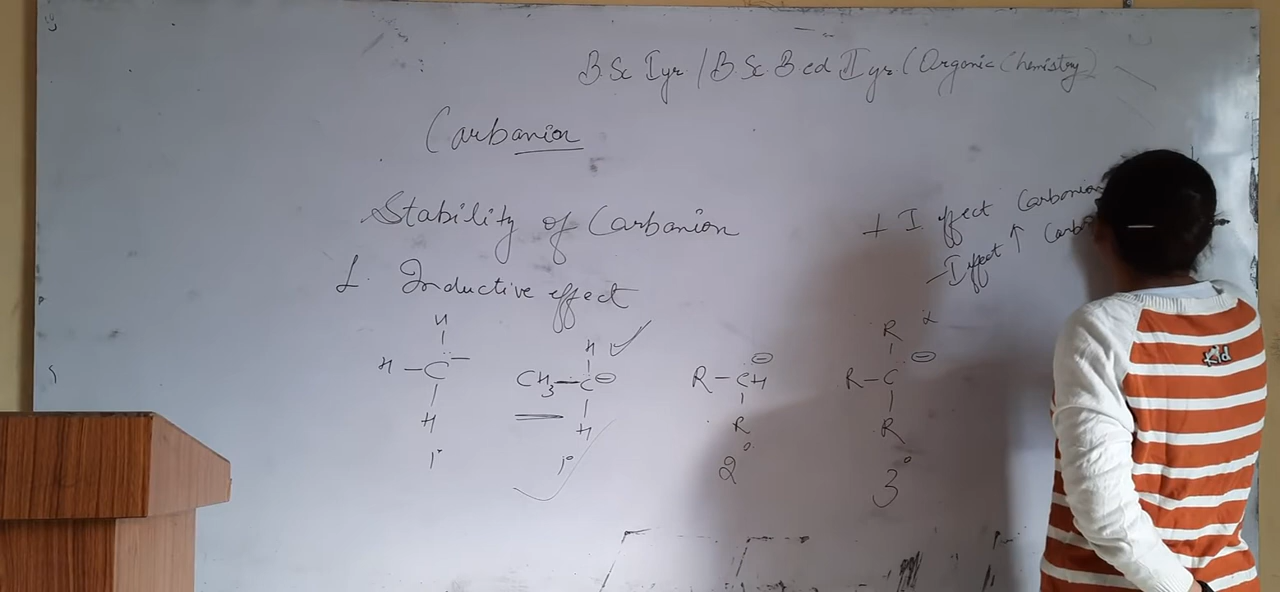 B.Sc I yr / B.Sc. B ed I yr ( Organic Chemistry)
Carbanion
Stability of Carbanion
+ I effect Carbanion
- I effect ↑
1. Inductive effect
H
H – C –
H
1°
H
CH3 – C ⊖
H
1°
R – CH ⊖
R
2°
R
R – C ⊖
R
3°
α
Kid